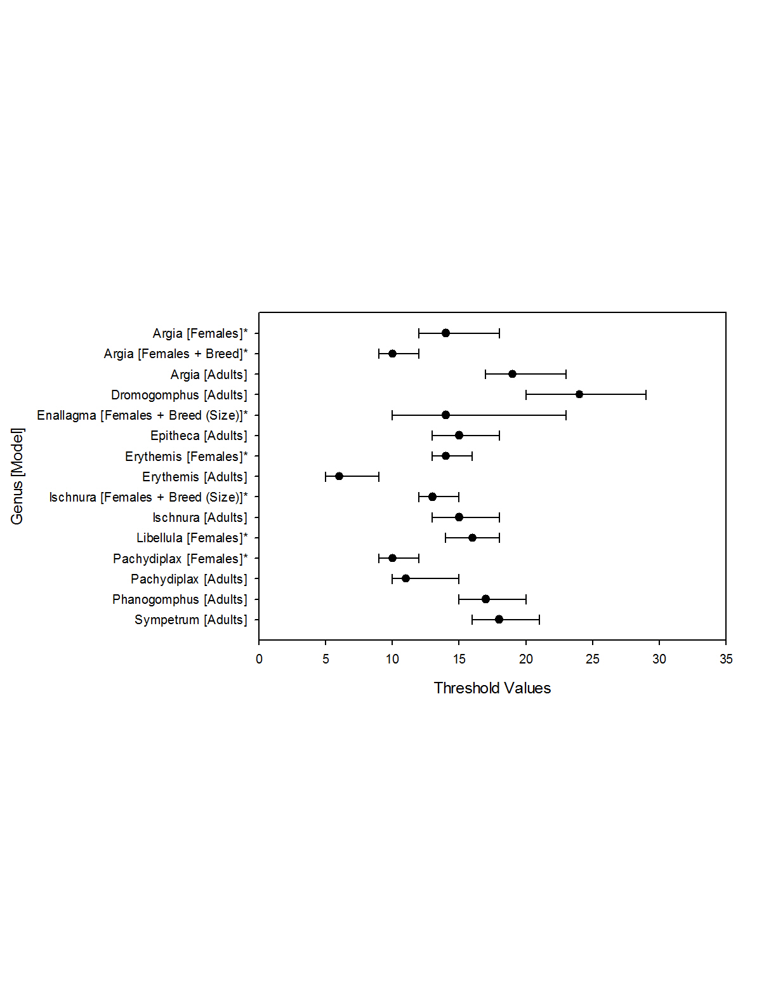 Genus [Model]
Argia [Females]*
Argia [Females + Breed]*
Argia [Adults]
Dromogomphus [Adults]
Enallagma [Females + Breed (Size)]*
Epitheca [Adults]
Erythemis [Females]*
Erythemis [Adults]
Ischnura [Females + Breed (Size)]*
Ischnura [Adults]
Libellula [Females]*
Pachydiplax [Females]*
Pachydiplax [Adults]
Phanogomphus [Adults]
Sympetrum [Adults]
0 5 10 15 20 25 30 35
Threshold Values